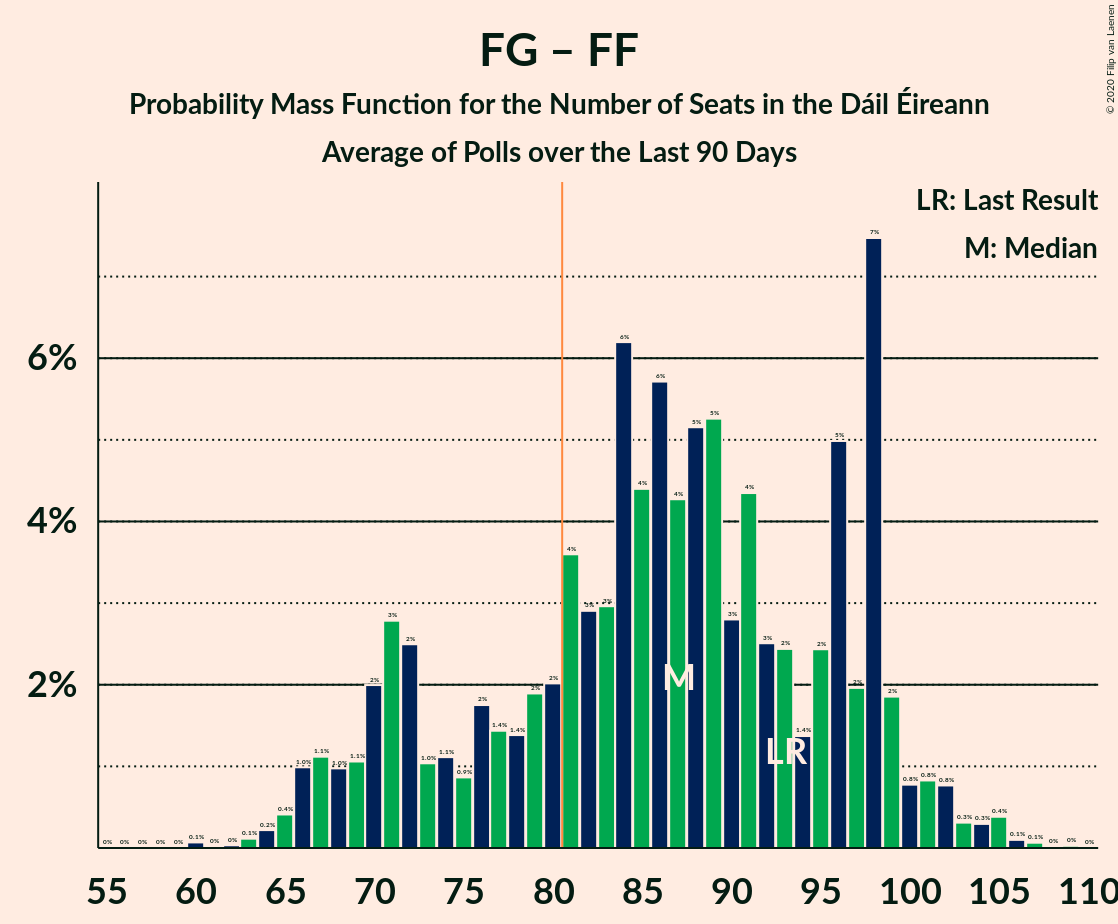 FG – FF
Probability Mass Function for the Number of Seats in the Dáil Éireann
Average of Polls over the Last 90 Days
© 2020 Filip van Laenen
LR: Last Result
M: Median
6%
4%
2%
0% 0% 0% 0% 0% 0.1% 0% 0% 0.1% 0.2% 0.4% 1.0% 1.1% 1.0% 1.1% 2% 3% 2% 1.0% 1.1% 0.9% 2% 1.4% 1.4% 2% 2% 4% 3% 3% 6% 4% 6% 4% 5% 5% 3% 4% 3% 2% 1.4% 2% 5% 2% 7% 2% 0.8% 0.8% 0.8% 0.3% 0.3% 0.4% 0.1% 0.1% 0% 0% 0%
M
LR
55 60 65 70 75 80 85 90 95 100 105 110